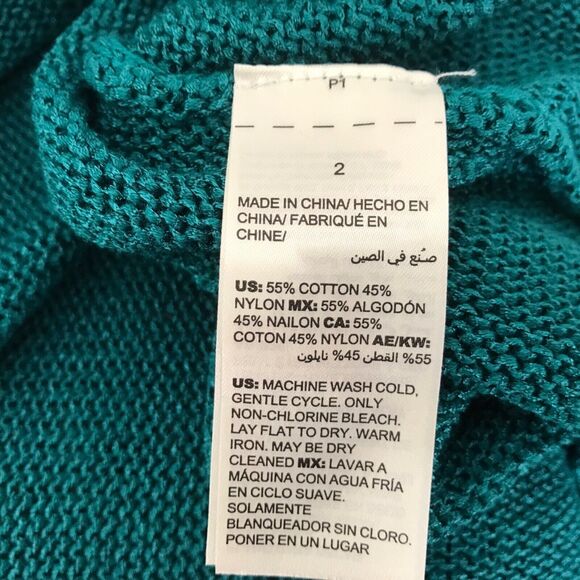 P1
2
MADE IN CHINA/ HECHO EN
CHINA/ FABRIQUÉ EN
CHINE/
صُنع في الصين
US: 55% COTTON 45%
NYLON MX: 55% ALGODÓN
45% NAILON CA: 55%
COTON 45% NYLON AE/KW:
55% القطن 45% نايلون
US: MACHINE WASH COLD,
GENTLE CYCLE. ONLY
NON-CHLORINE BLEACH.
LAY FLAT TO DRY. WARM
IRON. MAY BE DRY
CLEANED MX: LAVAR A
MÁQUINA CON AGUA FRÍA
EN CICLO SUAVE.
SOLAMENTE
BLANQUEADOR SIN CLORO.
PONER EN UN LUGAR